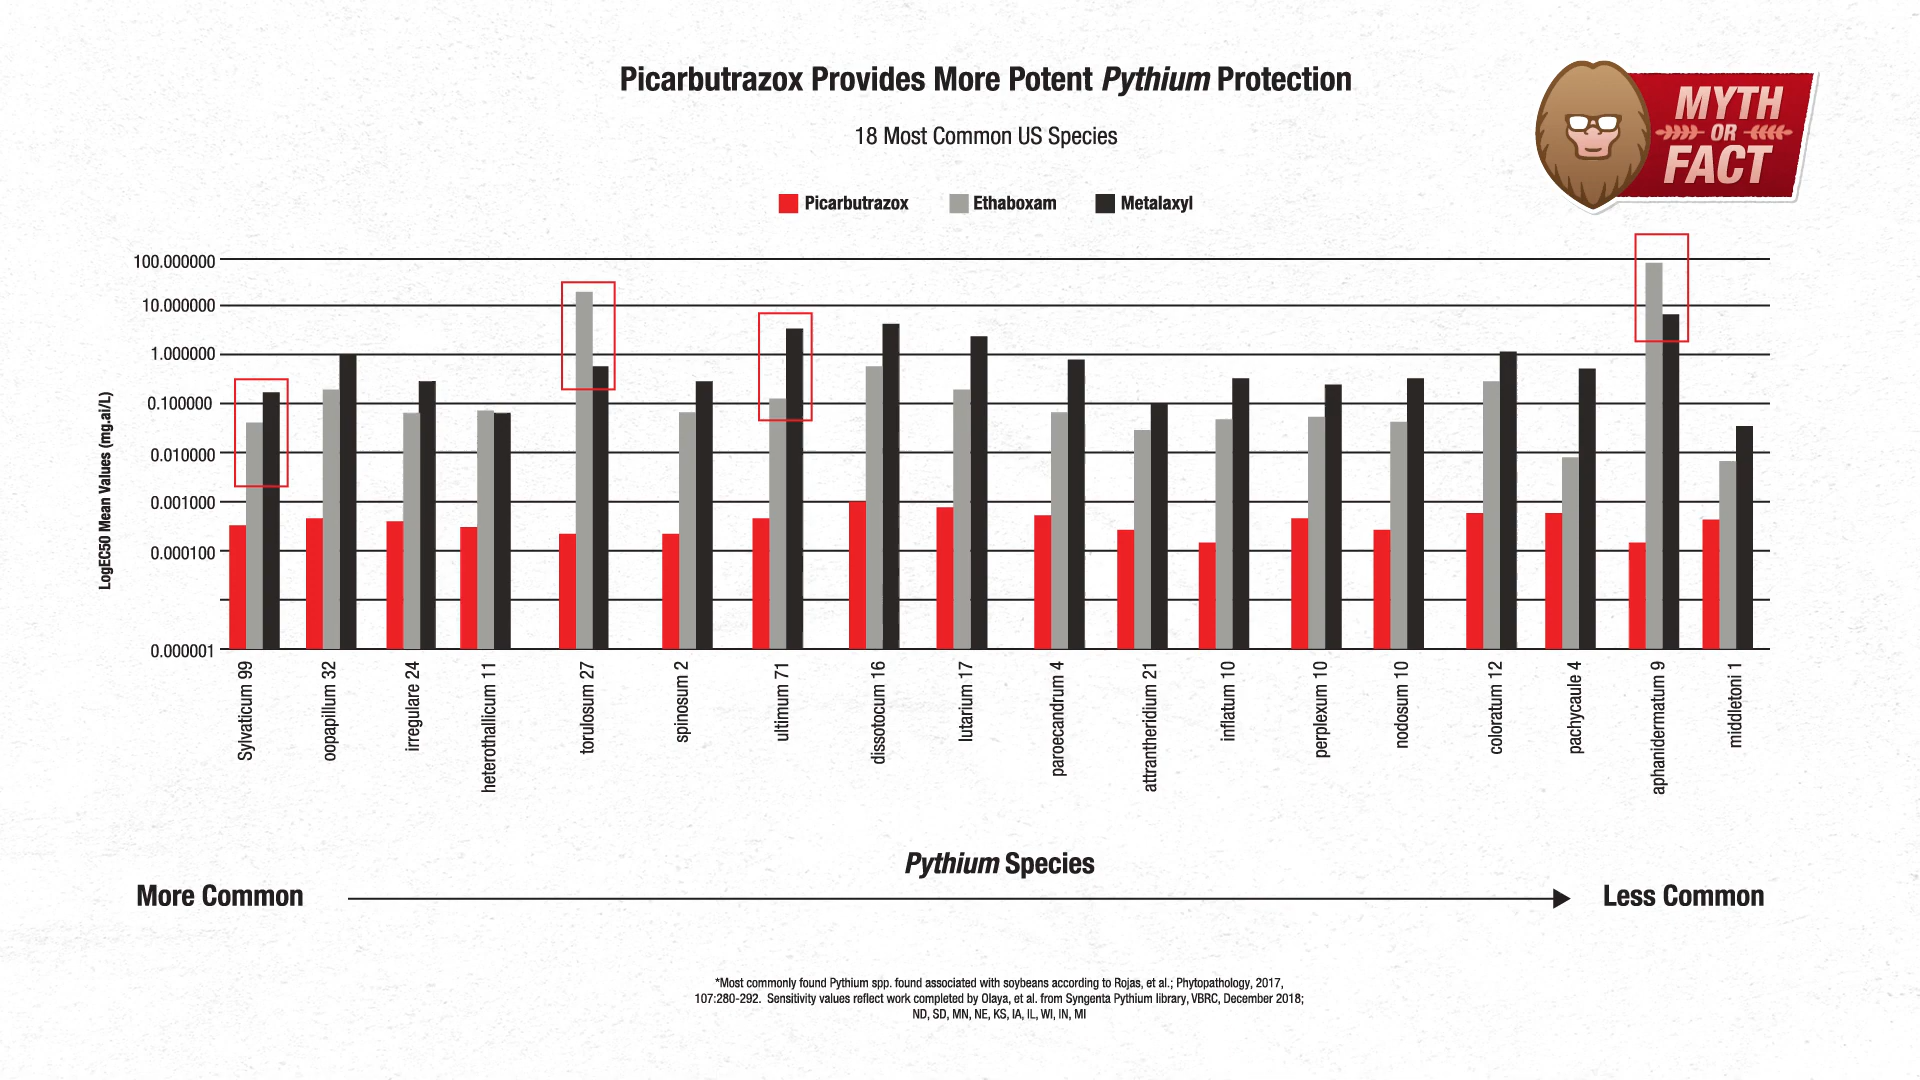 Picarbutrazox Provides More Potent Pythium Protection
18 Most Common US Species
MYTH
OR
FACT
Picarbutrazox
Ethaboxam
Metalaxyl
LogEC50 Mean Values (mg.ai/L)
100.000000
10.000000
1.000000
0.100000
0.010000
0.001000
0.000100
0.000001
Sylvaticum 99
oopapillum 32
irregulare 24
heterothallicum 11
torulosum 27
spinosum 2
ultimum 71
dissotocum 16
lutarium 17
paroecandrum 4
attrantheridium 21
inflatum 10
perplexum 10
nodosum 10
coloratum 12
pachycaule 4
aphanidermatum 9
middletoni 1
Pythium Species
More Common
Less Common
*Most commonly found Pythium spp. found associated with soybeans according to Rojas, et al.; Phytopathology, 2017,
107:280-292. Sensitivity values reflect work completed by Olaya, et al. from Syngenta Pythium library, VBRC, December 2018;
ND, SD, MN, NE, KS, IA, IL, WI, IN, MI